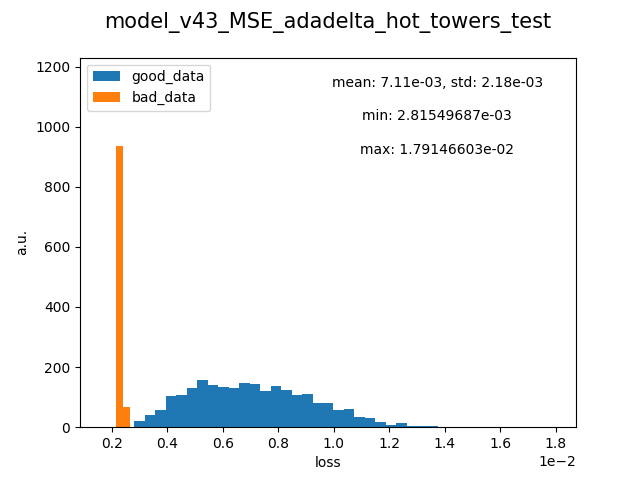 model_v43_MSE_adadelta_hot_towers_test
good_data
bad_data
mean: 7.11e-03, std: 2.18e-03
min: 2.81549687e-03
max: 1.79146603e-02
1200
1000
800
600
400
200
0
a.u.
0.2 0.4 0.6 0.8 1.0 1.2 1.4 1.6 1.8
loss
1e−2